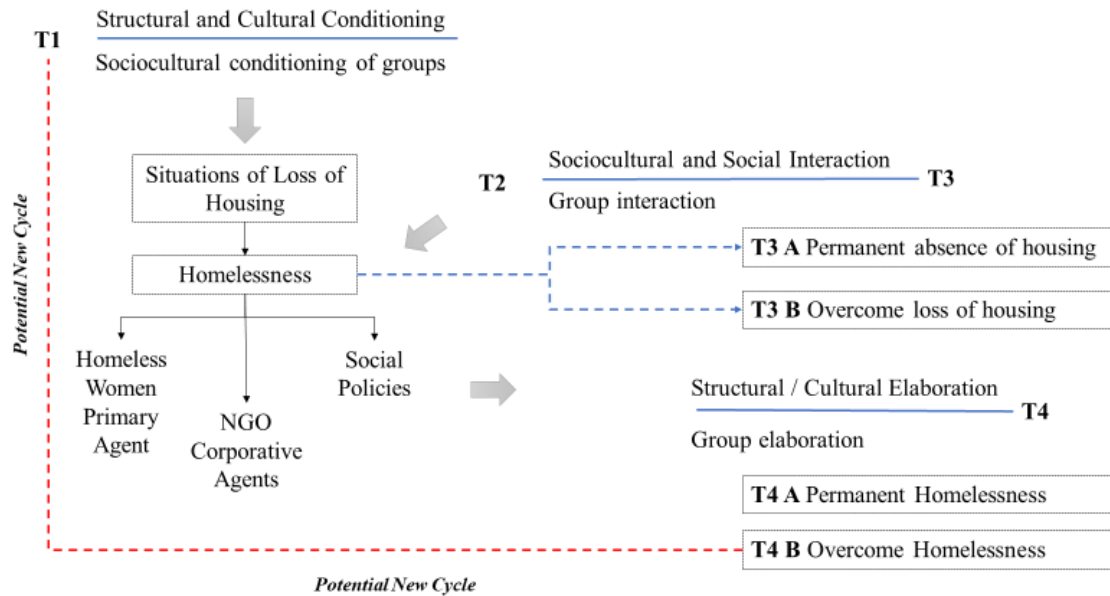 Structural and Cultural Conditioning
T1
Sociocultural conditioning of groups
Situations of Loss of
Housing
Sociocultural and Social Interaction
T2
T3
Group interaction
T3 A Permanent absence of housing
Homelessness
T3 B Overcome loss of housing
Potential New Cycle
Homeless
Women
Primary
Agent
NGO
Corporative
Agents
Social
Policies
Structural / Cultural Elaboration
T4
Group elaboration
T4 A Permanent Homelessness
T4 B Overcome Homelessness
Potential New Cycle